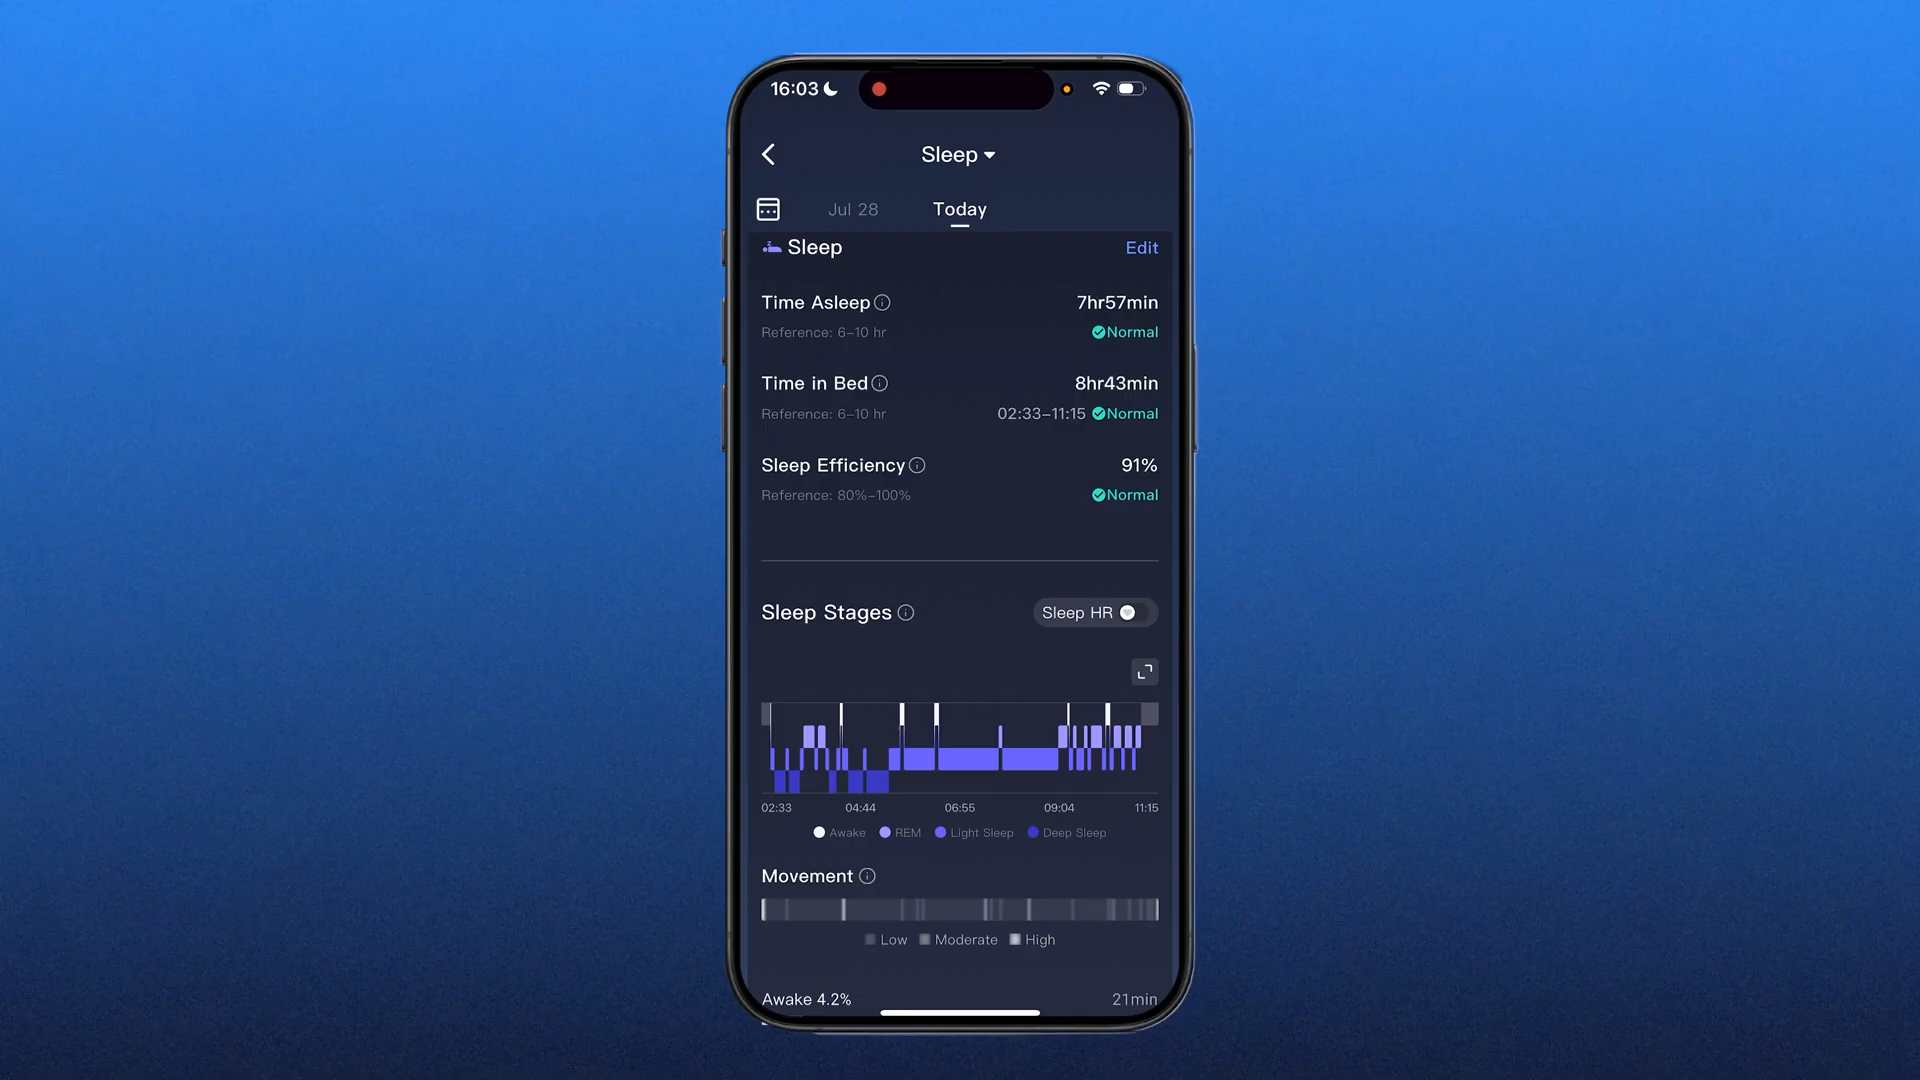 16:03
Sleep
Jul 28 Today
Sleep Edit
Time Asleep 7hr57min
Reference: 6–10 hr Normal
Time in Bed 8hr43min
Reference: 6–10 hr 02:33–11:15 Normal
Sleep Efficiency 91%
Reference: 80%–100% Normal
Sleep Stages Sleep HR
02:33 04:44 06:55 09:04 11:15
Awake REM Light Sleep Deep Sleep
Movement
Low Moderate High
Awake 4.2% 21min